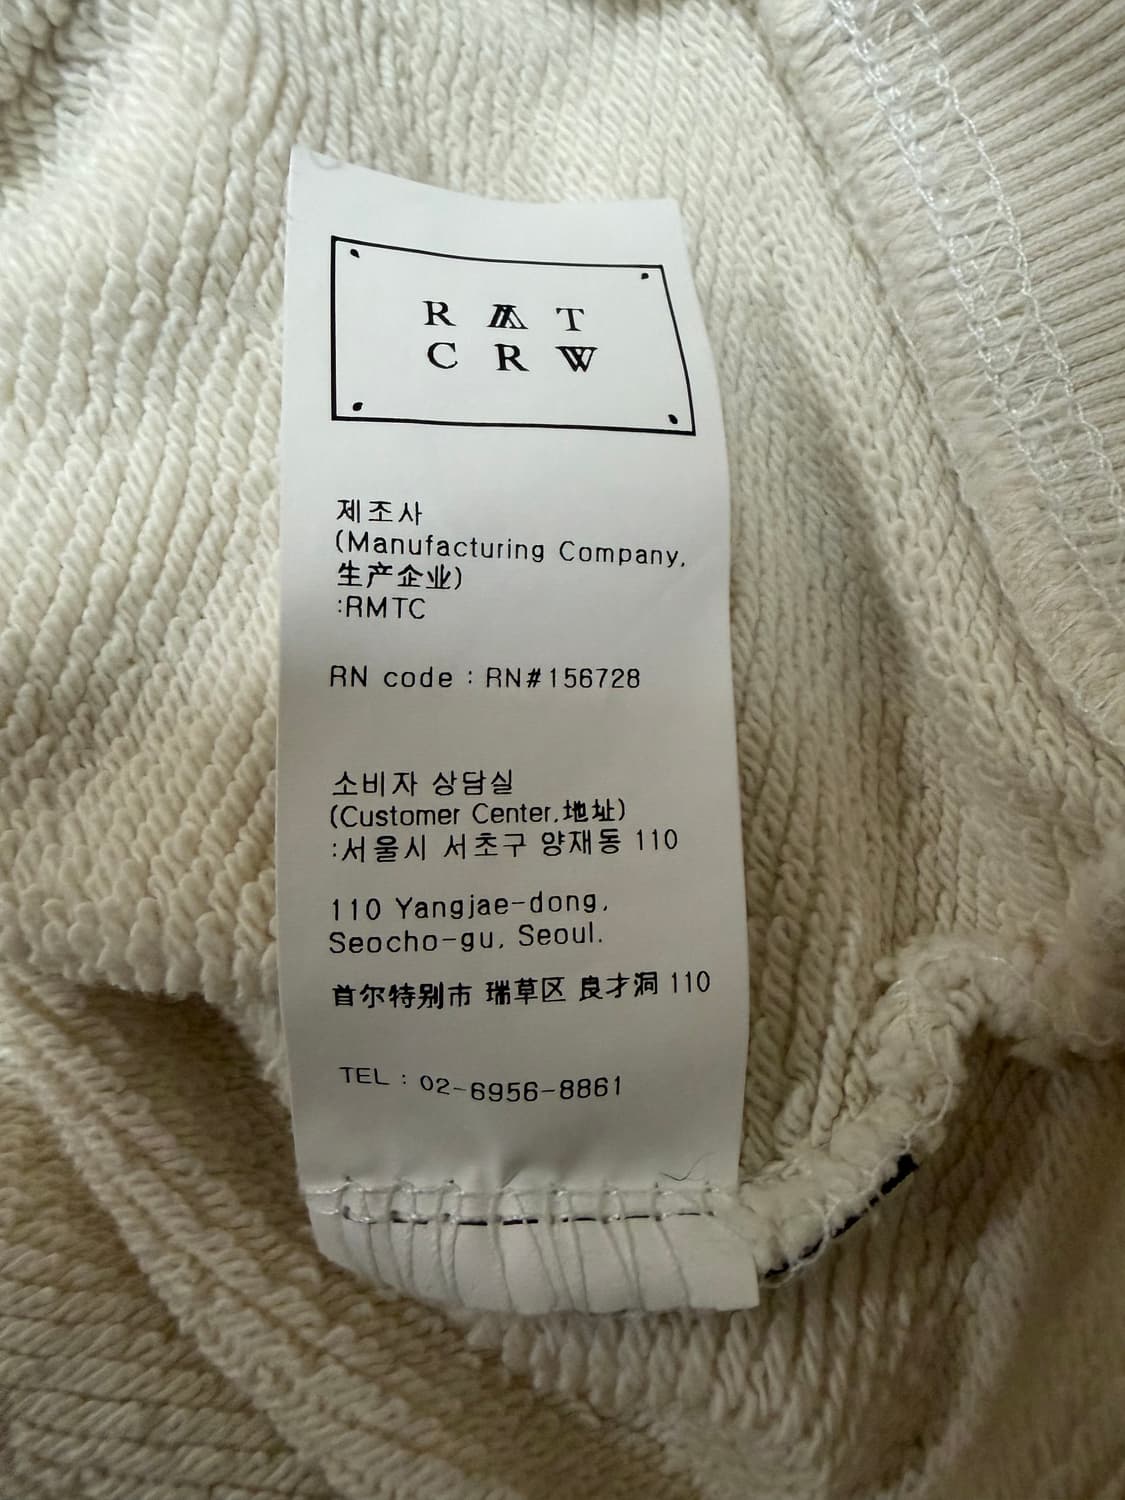 R M T
C R W
제조사
(Manufacturing Company,
生产企业)
:RMTC
RN code : RN#156728
소비자 상담실
(Customer Center,地址)
:서울시 서초구 양재동 110
110 Yangjae-dong,
Seocho-gu, Seoul.
首尔特别市 瑞草区 良才洞 110
TEL : 02-6956-8861